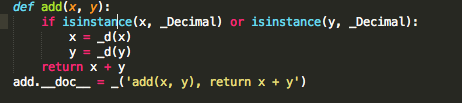 def add(x, y):
    if isinstance(x, _Decimal) or isinstance(y, _Decimal):
        x = _d(x)
        y = _d(y)
    return x + y
add.__doc__ = _('add(x, y), return x + y')